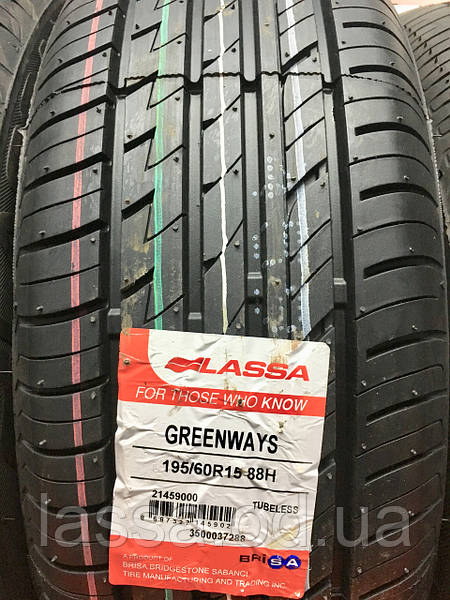 LASSA
FOR THOSE WHO KNOW
GREENWAYS
195/60R15 88H
21459000
TUBELESS
3500037288
A PRODUCT OF
BRISA
BRISA BRIDGESTONE SABANCI
TIRE MANUFACTURING AND TRADING INC.
lassa.od.ua